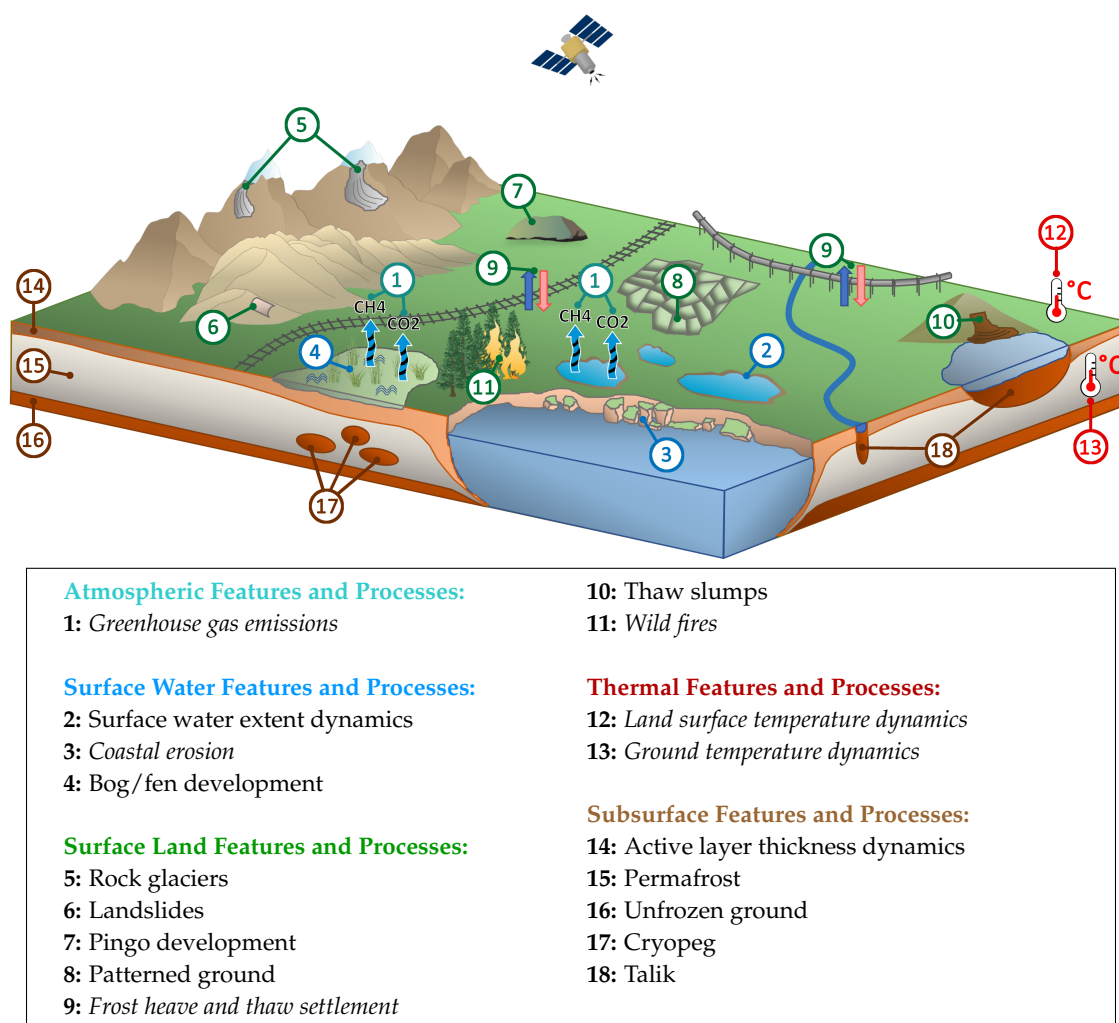 5
7
9
12
°C
1
9
8
1
14
CH4
CO2
CH4
CO2
6
10
4
2
15
11
°C
16
3
18
13
17
Atmospheric Features and Processes:
1: Greenhouse gas emissions
Surface Water Features and Processes:
2: Surface water extent dynamics
3: Coastal erosion
4: Bog/fen development
Surface Land Features and Processes:
5: Rock glaciers
6: Landslides
7: Pingo development
8: Patterned ground
9: Frost heave and thaw settlement
10: Thaw slumps
11: Wild fires
Thermal Features and Processes:
12: Land surface temperature dynamics
13: Ground temperature dynamics
Subsurface Features and Processes:
14: Active layer thickness dynamics
15: Permafrost
16: Unfrozen ground
17: Cryopeg
18: Talik